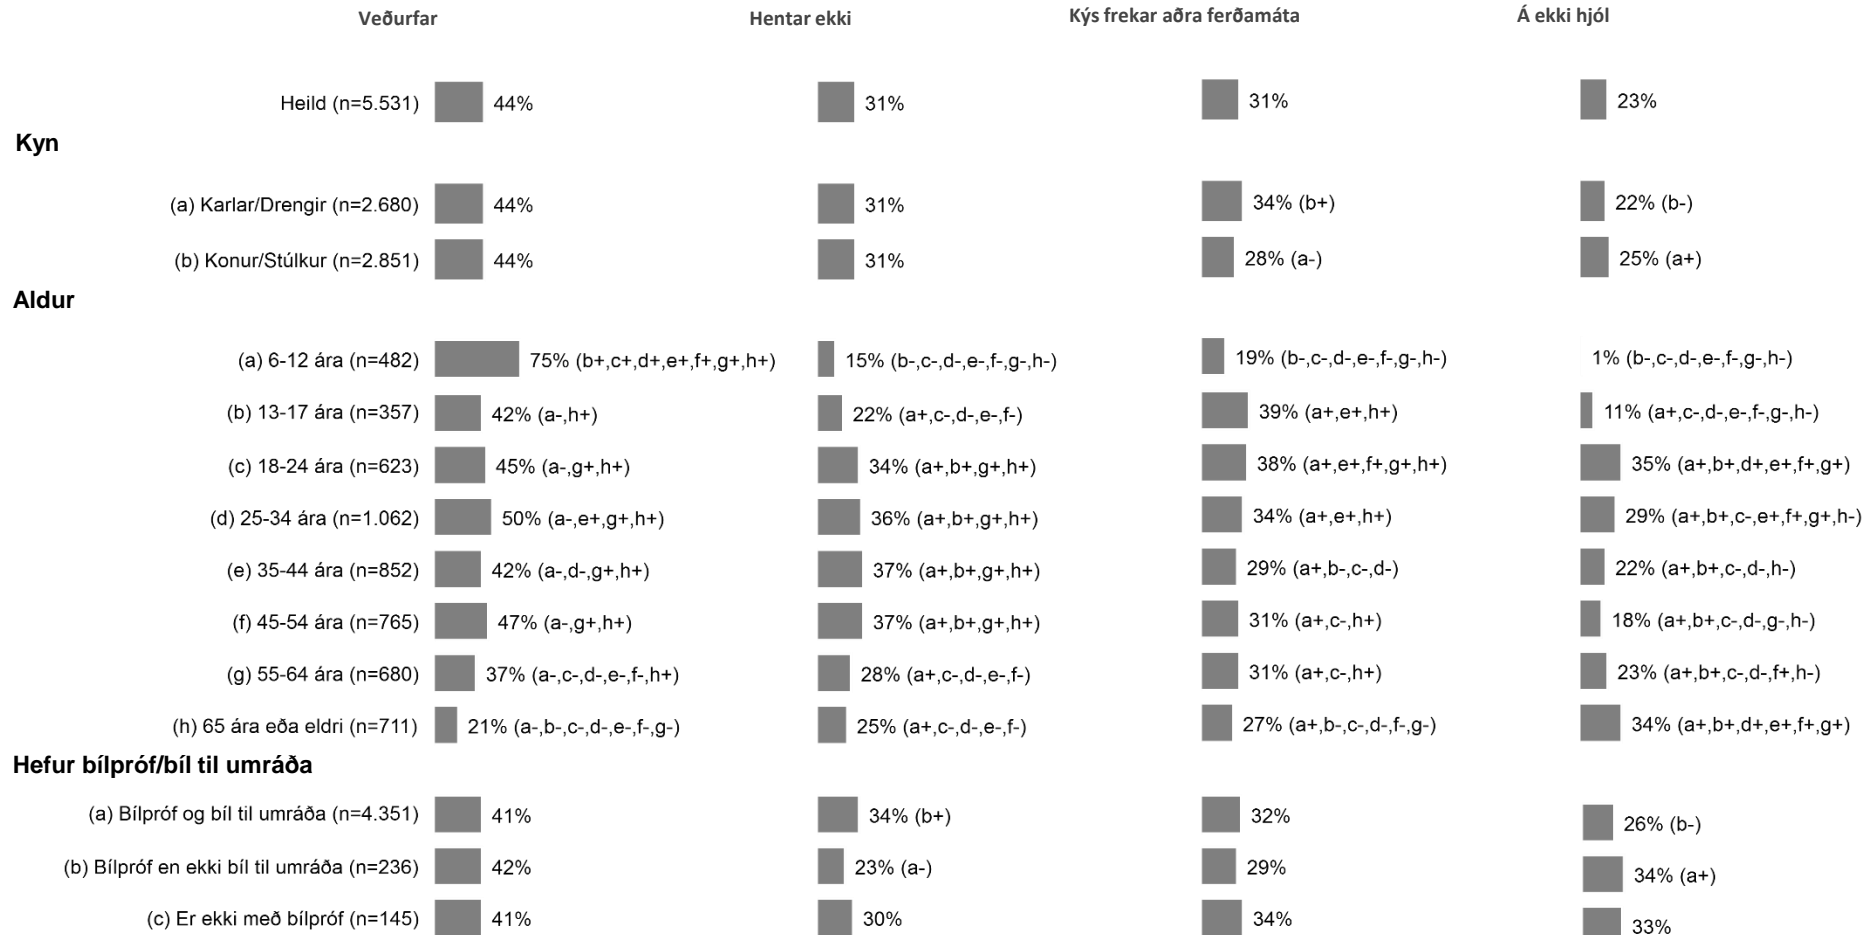 Veðurfar Hentar ekki Kýs frekar aðra ferðamáta Á ekki hjól
Heild (n=5.531) 44% 31% 31% 23%
Kyn
(a) Karlar/Drengir (n=2.680) 44% 31% 34% (b+) 22% (b-)
(b) Konur/Stúlkur (n=2.851) 44% 31% 28% (a-) 25% (a+)
Aldur
(a) 6-12 ára (n=482) 75% (b+,c+,d+,e+,f+,g+,h+) 15% (b-,c-,d-,e-,f-,g-,h-) 19% (b-,c-,d-,e-,f-,g-,h-) 1% (b-,c-,d-,e-,f-,g-,h-)
(b) 13-17 ára (n=357) 42% (a-,h+) 22% (a+,c-,d-,e-,f-) 39% (a+,e+,h+) 11% (a+,c-,d-,e-,f-,g-,h-)
(c) 18-24 ára (n=623) 45% (a-,g+,h+) 34% (a+,b+,g+,h+) 38% (a+,e+,f+,g+,h+) 35% (a+,b+,d+,e+,f+,g+)
(d) 25-34 ára (n=1.062) 50% (a-,e+,g+,h+) 36% (a+,b+,g+,h+) 34% (a+,e+,h+) 29% (a+,b+,c-,e+,f+,g+,h-)
(e) 35-44 ára (n=852) 42% (a-,d-,g+,h+) 37% (a+,b+,g+,h+) 29% (a+,b-,c-,d-) 22% (a+,b+,c-,d-,h-)
(f) 45-54 ára (n=765) 47% (a-,g+,h+) 37% (a+,b+,g+,h+) 31% (a+,c-,h+) 18% (a+,b+,c-,d-,g-,h-)
(g) 55-64 ára (n=680) 37% (a-,c-,d-,e-,f-,h+) 28% (a+,c-,d-,e-,f-) 31% (a+,c-,h+) 23% (a+,b+,c-,d-,f+,h-)
(h) 65 ára eða eldri (n=711) 21% (a-,b-,c-,d-,e-,f-,g-) 25% (a+,c-,d-,e-,f-) 27% (a+,b-,c-,d-,f-,g-) 34% (a+,b+,d+,e+,f+,g+)
Hefur bílpróf/bíl til umráða
(a) Bílpróf og bíl til umráða (n=4.351) 41% 34% (b+) 32% 26% (b-)
(b) Bílpróf en ekki bíl til umráða (n=236) 42% 23% (a-) 29% 34% (a+)
(c) Er ekki með bílpróf (n=145) 41% 30% 34% 33%